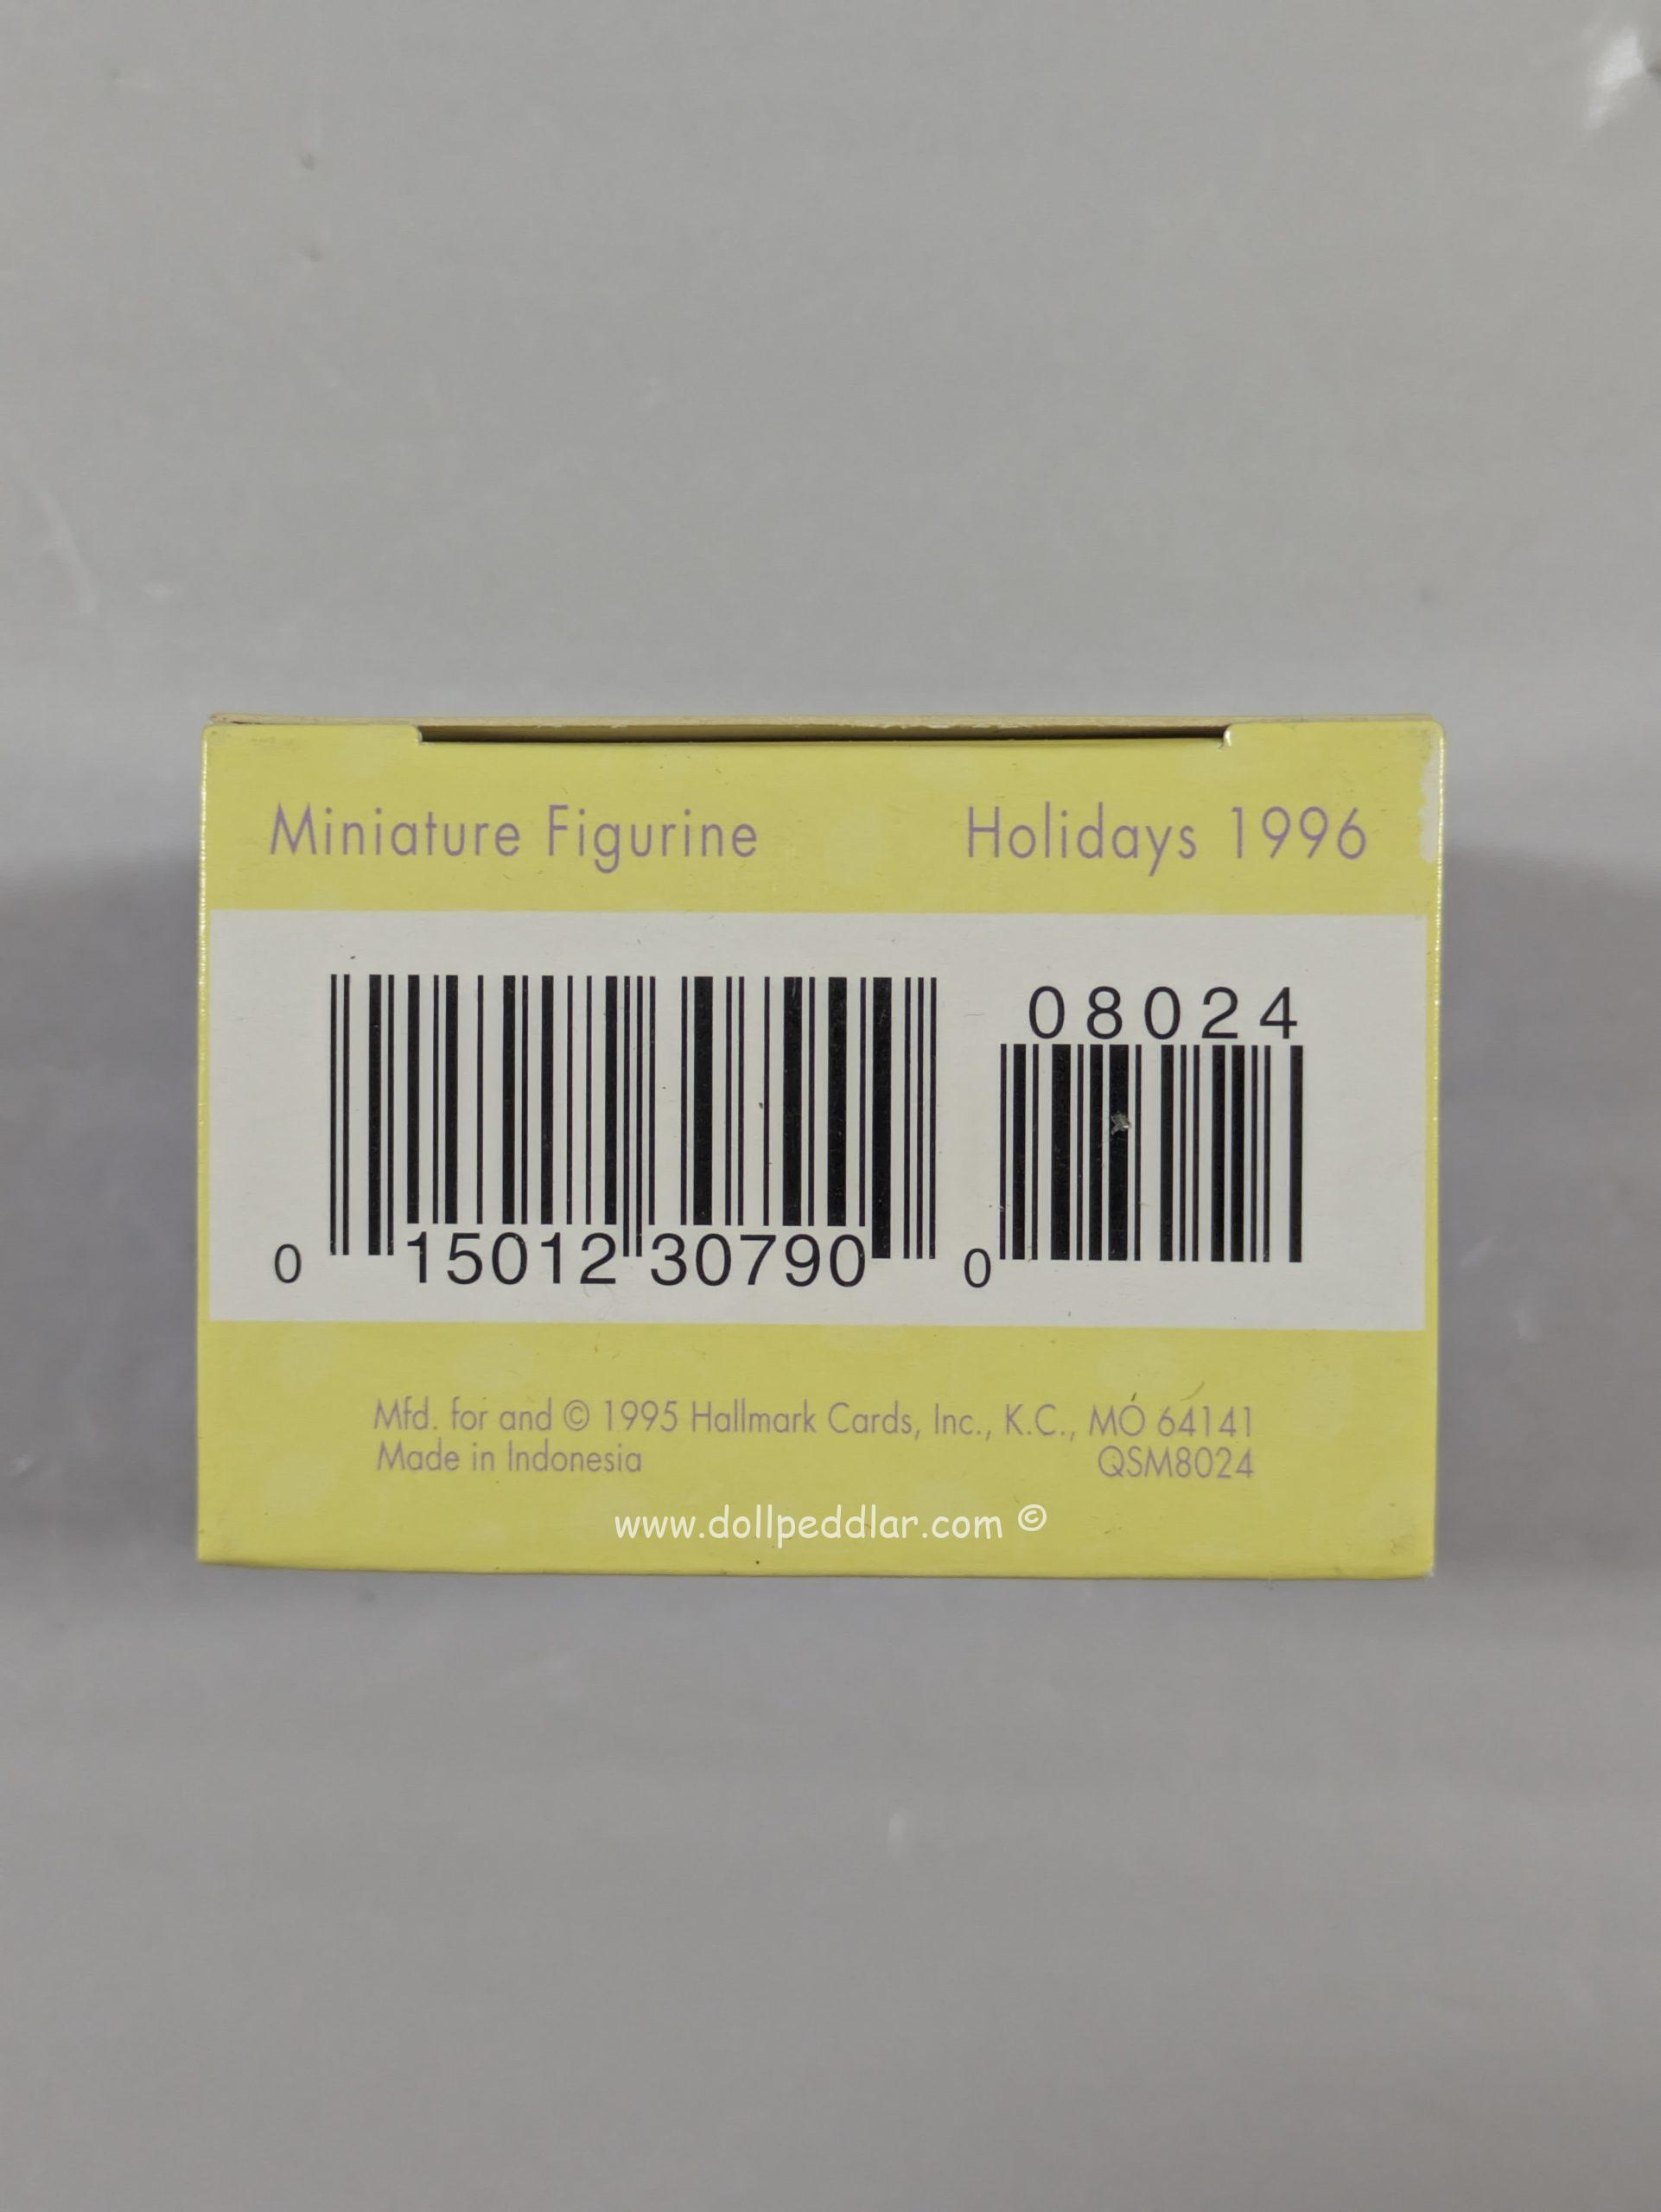 Miniature Figurine Holidays 1996
08024
0 15012 30790 0
Mfd. for and © 1995 Hallmark Cards, Inc., K.C., MO 64141
Made in Indonesia QSM8024
www.dollpeddlar.com ©